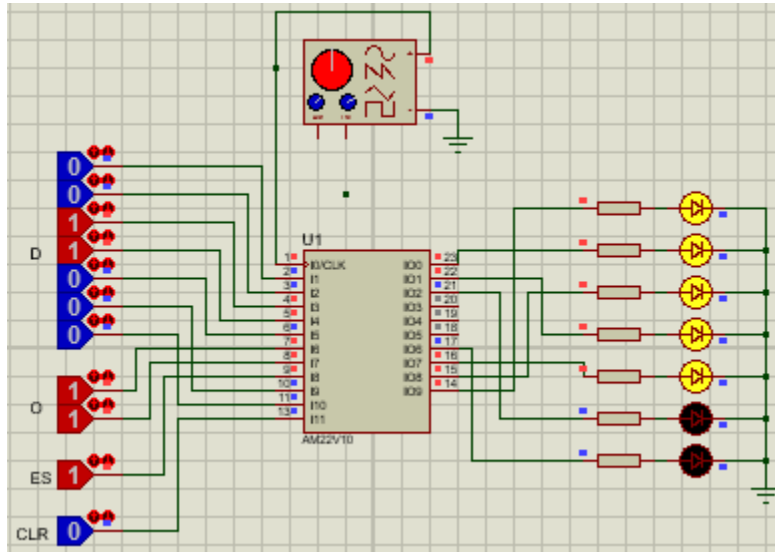 0
0
1
D 1
0
0
0
O 1
1
ES 1
CLR 0
U1
1 I0/CLK IO0 23
2 I1 IO1 22
3 I2 IO2 21
4 I3 IO3 20
5 I4 IO4 19
6 I5 IO5 18
7 I6 IO6 17
8 I7 IO7 16
9 I8 IO8 15
10 I9 IO9 14
11 I10
13 I11
AM22V10